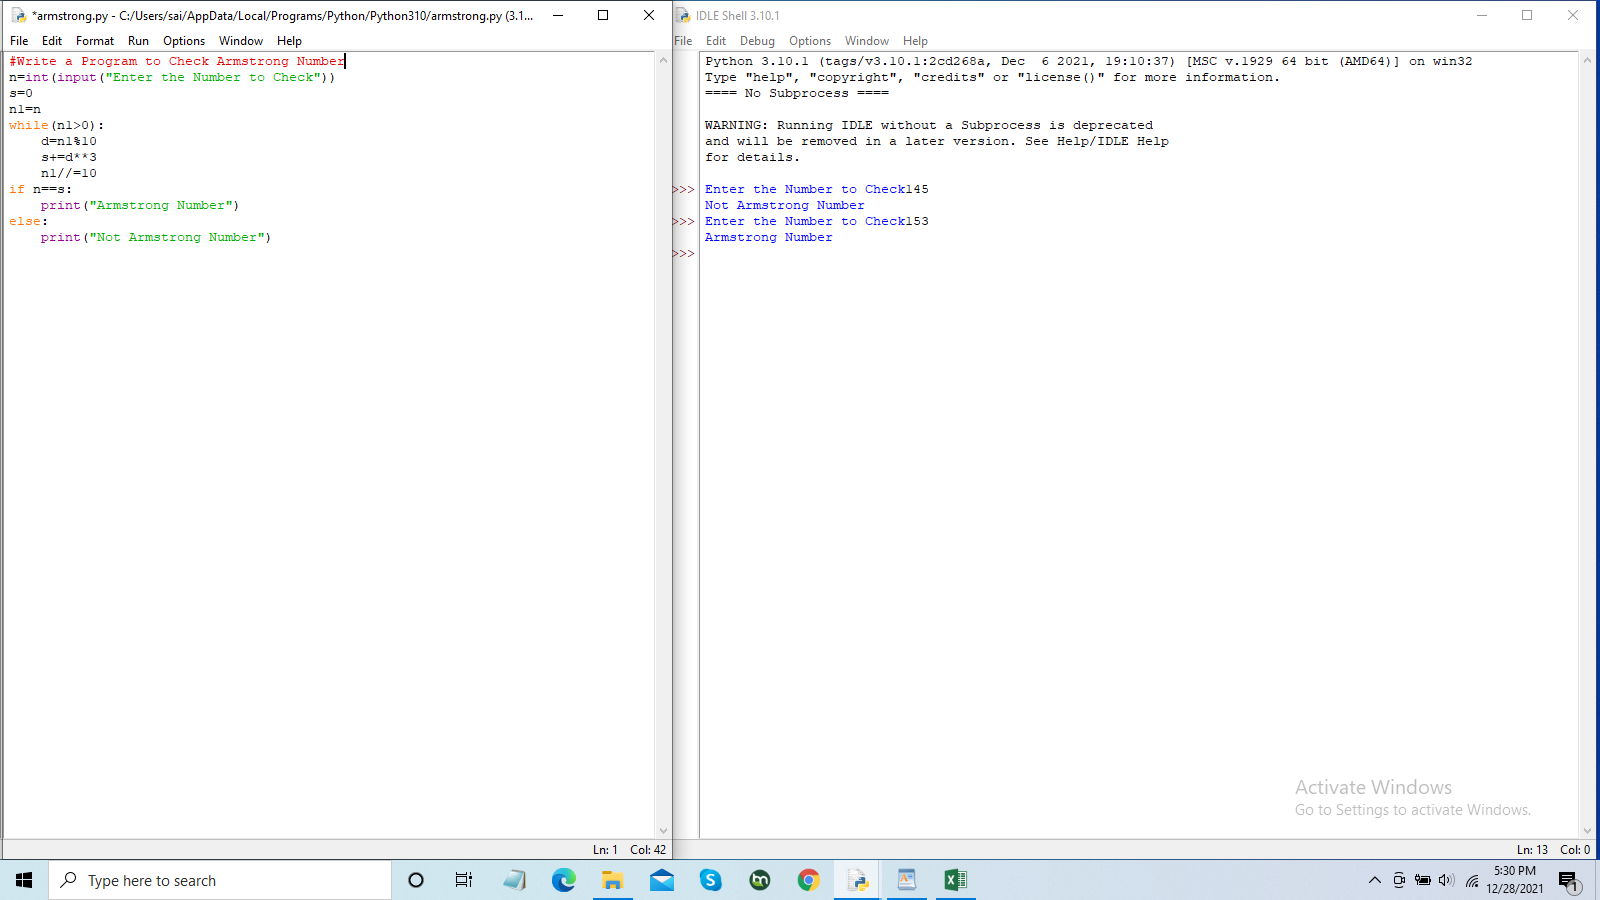 *armstrong.py - C:/Users/sai/AppData/Local/Programs/Python/Python310/armstrong.py (3.1...
File Edit Format Run Options Window Help
#Write a Program to Check Armstrong Number
n=int(input("Enter the Number to Check"))
s=0
n1=n
while(n1>0):
    d=n1%10
    s+=d**3
    n1//=10
if n==s:
    print("Armstrong Number")
else:
    print("Not Armstrong Number")
Ln: 1 Col: 42
IDLE Shell 3.10.1
File Edit Debug Options Window Help
Python 3.10.1 (tags/v3.10.1:2cd268a, Dec  6 2021, 19:10:37) [MSC v.1929 64 bit (AMD64)] on win32
Type "help", "copyright", "credits" or "license()" for more information.
==== No Subprocess ====
WARNING: Running IDLE without a Subprocess is deprecated
and will be removed in a later version. See Help/IDLE Help
for details.
>>> Enter the Number to Check145
Not Armstrong Number
>>> Enter the Number to Check153
Armstrong Number
>>>
Activate Windows
Go to Settings to activate Windows.
Ln: 13 Col: 0
Type here to search
5:30 PM
12/28/2021
1